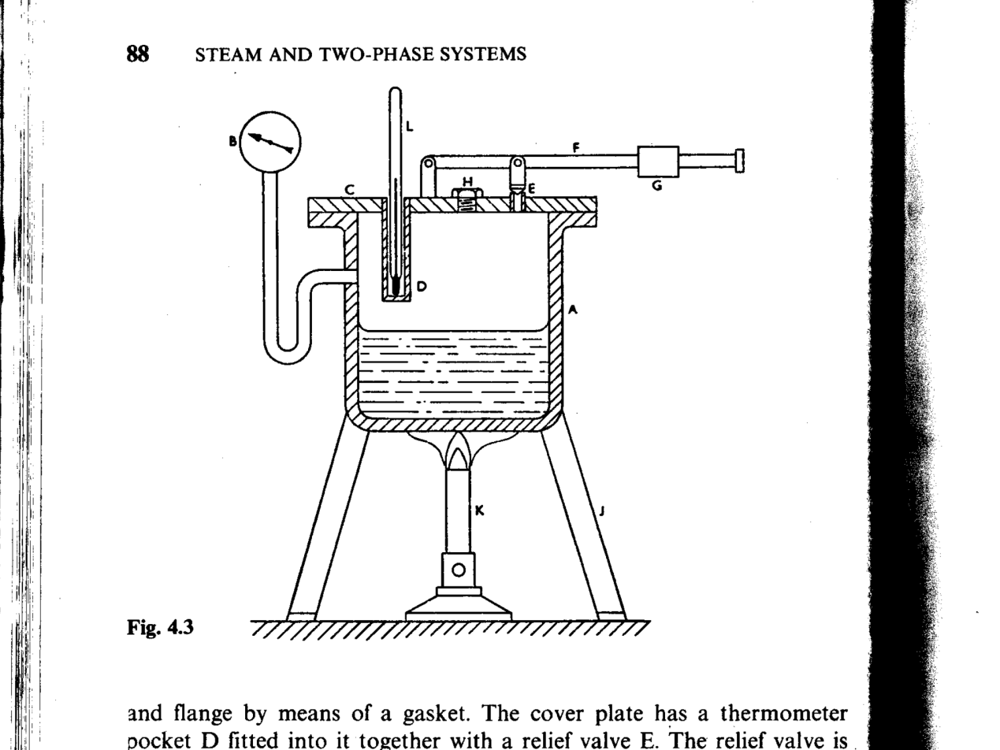 88 STEAM AND TWO-PHASE SYSTEMS
L
B
F
H
E
C
G
D
A
K
J
Fig. 4.3
and flange by means of a gasket. The cover plate has a thermometer
pocket D fitted into it together with a relief valve E. The relief valve is